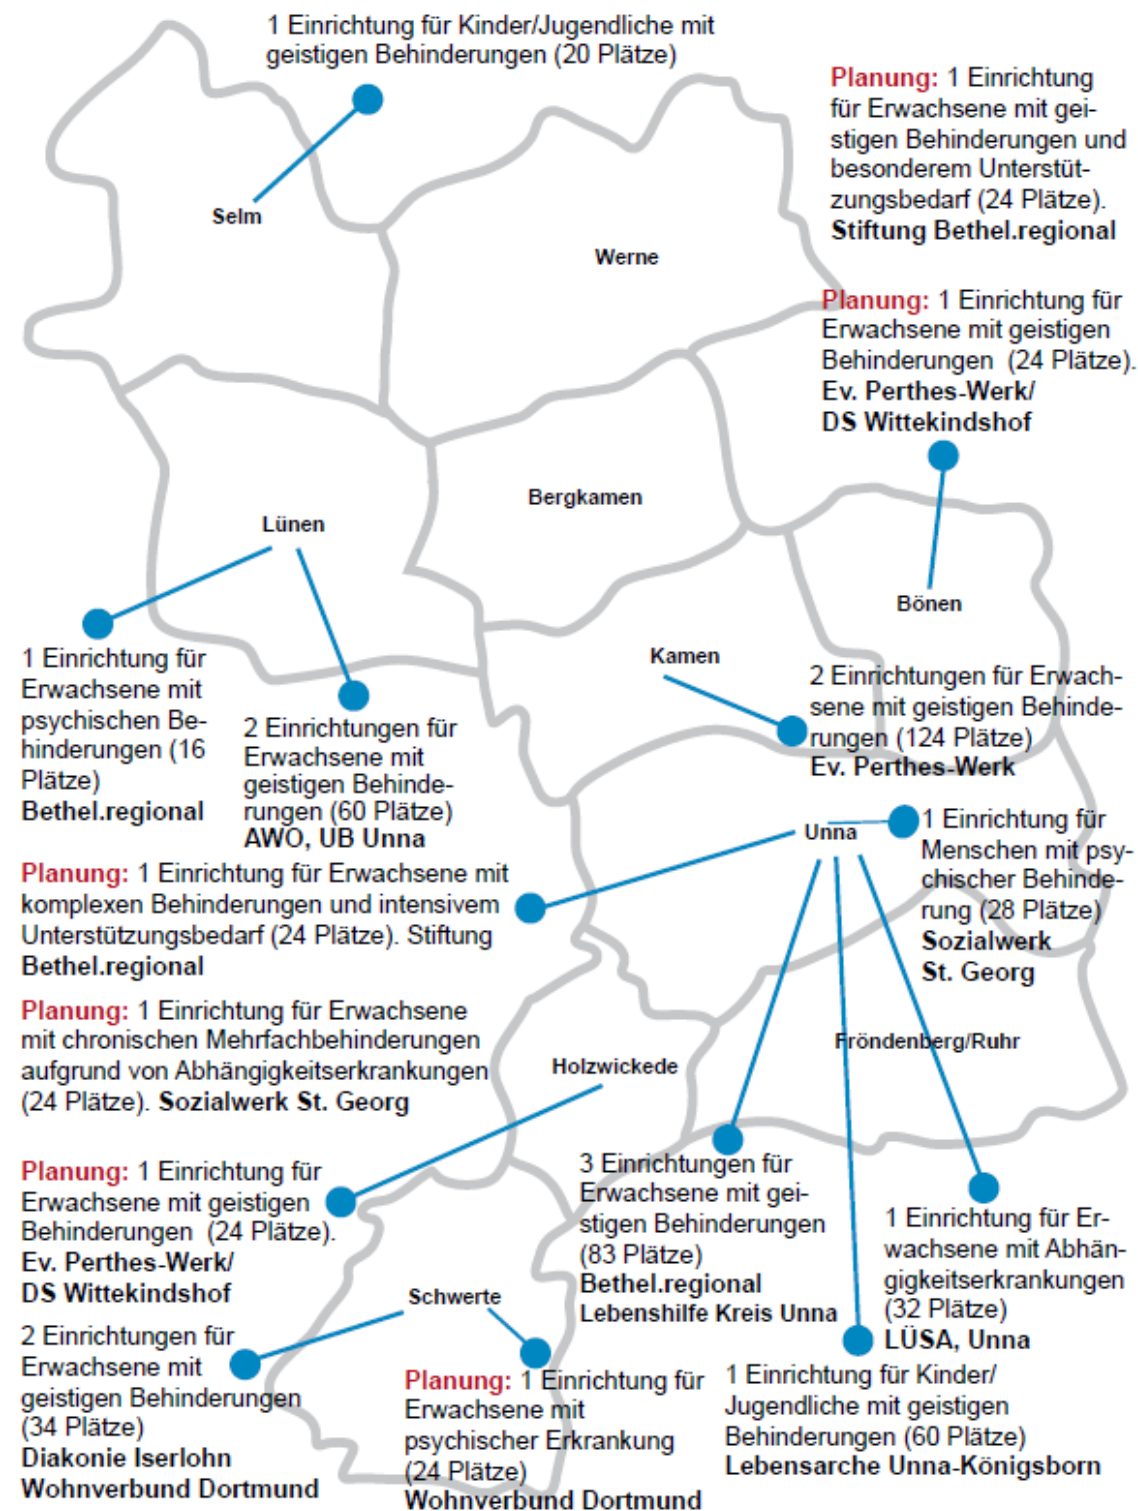 1 Einrichtung für Kinder/Jugendliche mit
geistigen Behinderungen (20 Plätze)
Planung: 1 Einrichtung
für Erwachsene mit gei-
stigen Behinderungen und
besonderem Unterstüt-
zungsbedarf (24 Plätze).
Stiftung Bethel.regional
Selm
Werne
Planung: 1 Einrichtung für
Erwachsene mit geistigen
Behinderungen (24 Plätze).
Ev. Perthes-Werk/
DS Wittekindshof
Bergkamen
Lünen
Bönen
Kamen
1 Einrichtung für
Erwachsene mit
psychischen Be-
hinderungen (16
Plätze)
Bethel.regional
2 Einrichtungen für
Erwachsene mit
geistigen Behinde-
rungen (60 Plätze)
AWO, UB Unna
2 Einrichtungen für Erwach-
sene mit geistigen Behinde-
rungen (124 Plätze)
Ev. Perthes-Werk
Unna
1 Einrichtung für
Menschen mit psy-
chischer Behinde-
rung (28 Plätze)
Sozialwerk
St. Georg
Planung: 1 Einrichtung für Erwachsene mit
komplexen Behinderungen und intensivem
Unterstützungsbedarf (24 Plätze). Stiftung
Bethel.regional
Planung: 1 Einrichtung für Erwachsene
mit chronischen Mehrfachbehinderungen
aufgrund von Abhängigkeitserkrankungen
(24 Plätze). Sozialwerk St. Georg
Fröndenberg/Ruhr
Holzwickede
Planung: 1 Einrichtung für
Erwachsene mit geistigen
Behinderungen (24 Plätze).
Ev. Perthes-Werk/
DS Wittekindshof
3 Einrichtungen für
Erwachsene mit gei-
stigen Behinderungen
(83 Plätze)
Bethel.regional
Lebenshilfe Kreis Unna
1 Einrichtung für Er-
wachsene mit Abhän-
gigkeitserkrankungen
(32 Plätze)
LÜSA, Unna
Schwerte
2 Einrichtungen für
Erwachsene mit
geistigen Behinderungen
(34 Plätze)
Diakonie Iserlohn
Wohnverbund Dortmund
Planung: 1 Einrichtung für
Erwachsene mit
psychischer Erkrankung
(24 Plätze)
Wohnverbund Dortmund
1 Einrichtung für Kinder/
Jugendliche mit geistigen
Behinderungen (60 Plätze)
Lebensarche Unna-Königsborn